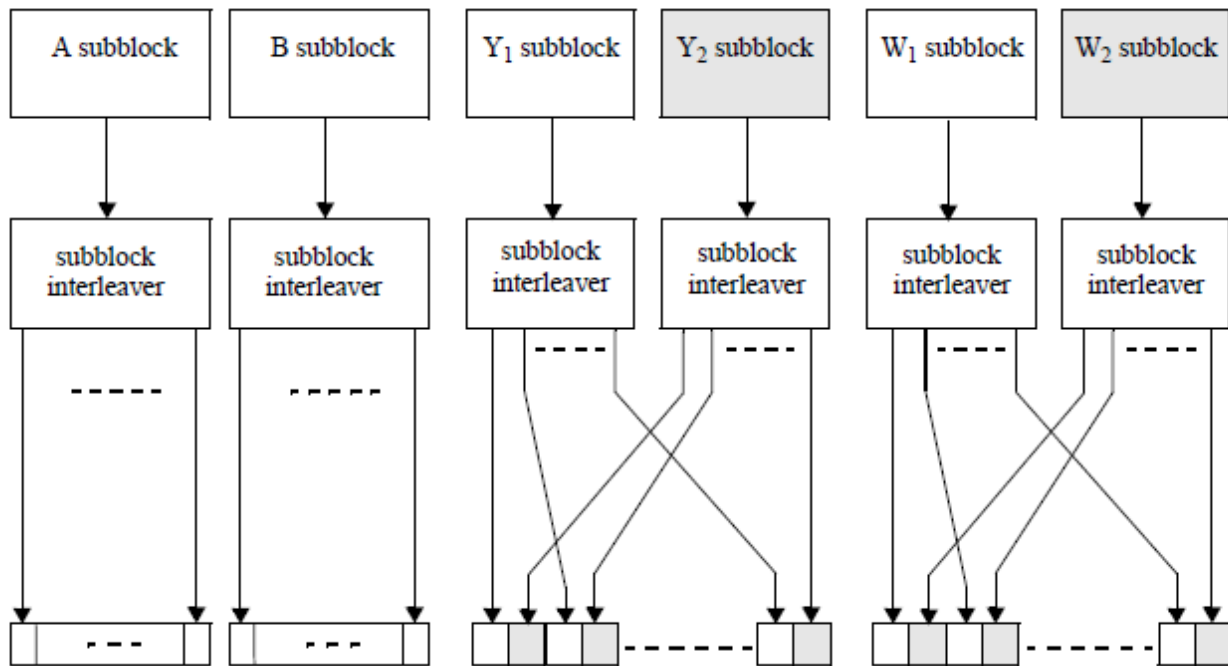 A subblock
B subblock
Y₁ subblock
Y₂ subblock
W₁ subblock
W₂ subblock
subblock
interleaver
subblock
interleaver
subblock
interleaver
subblock
interleaver
subblock
interleaver
subblock
interleaver